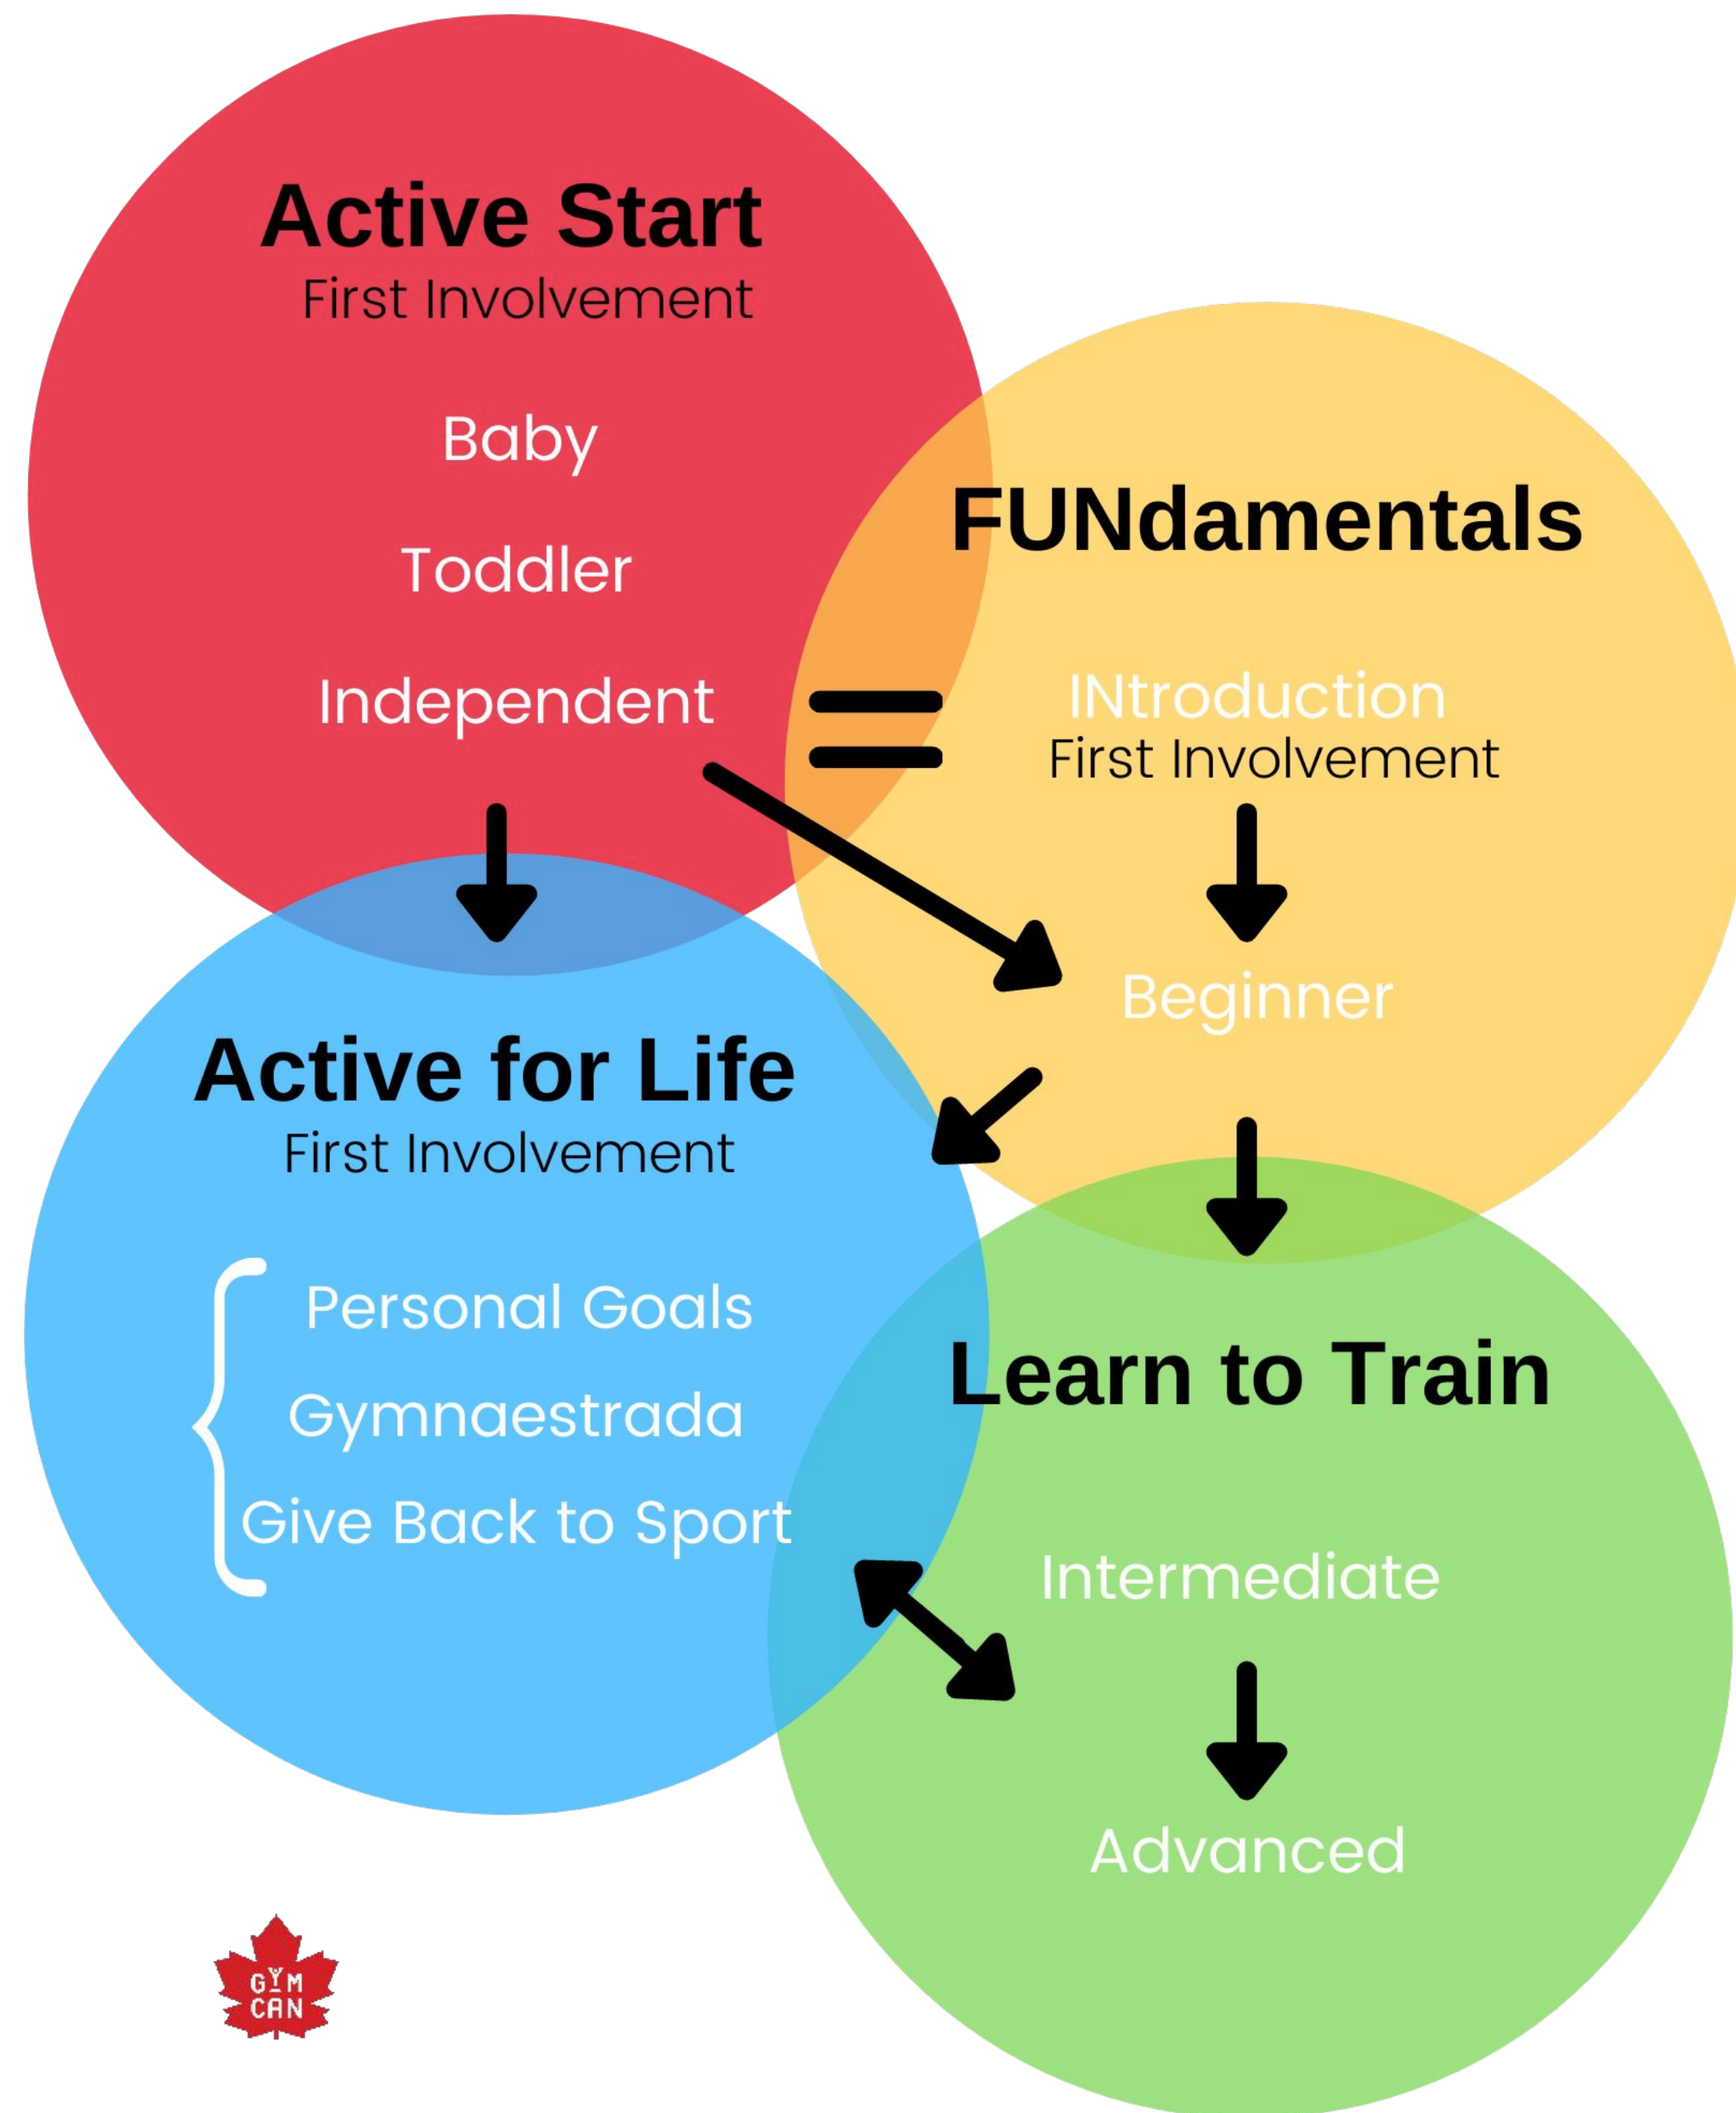 Active Start
First Involvement
Baby
Toddler
Independent
FUNdamentals
INtroduction
First Involvement
Beginner
Active for Life
First Involvement
Personal Goals
Gymnaestrada
Give Back to Sport
Learn to Train
Intermediate
Advanced
GYM
CAN